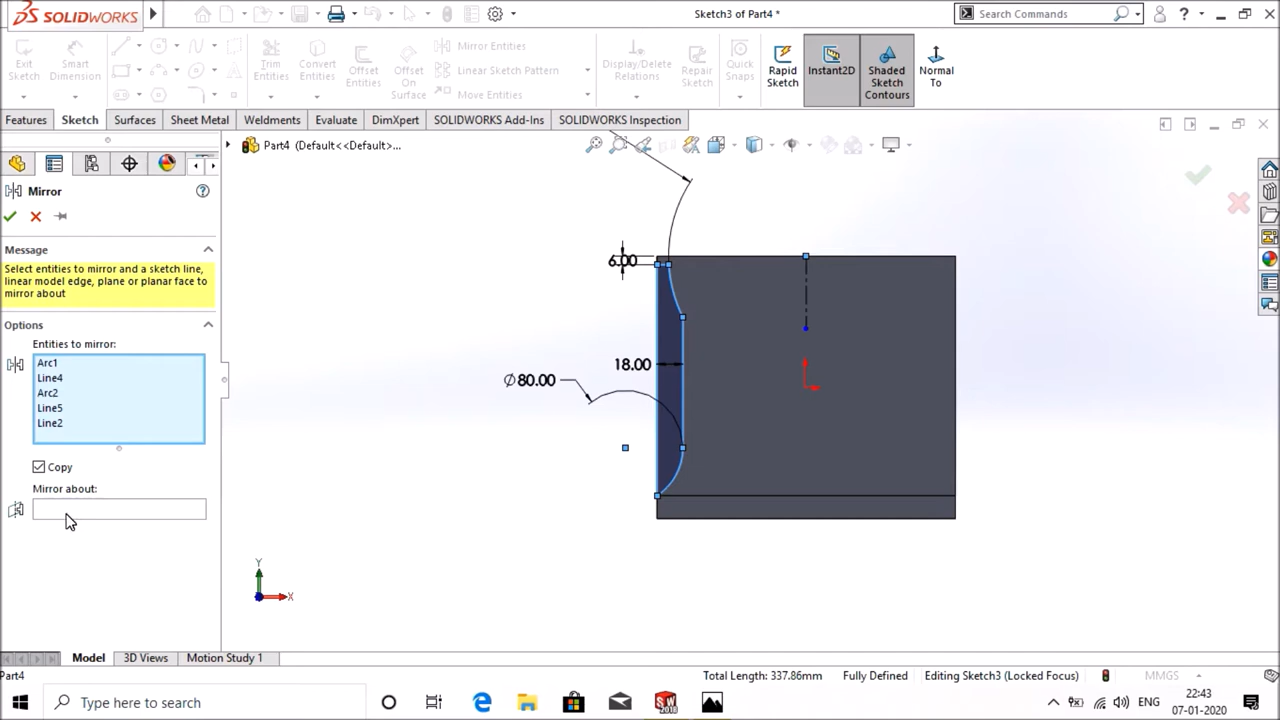 SOLIDWORKS
Sketch3 of Part4 *
Search Commands
?
Exit Sketch
Smart Dimension
Trim Entities
Convert Entities
Offset Entities
Offset On Surface
Mirror Entities
Linear Sketch Pattern
Move Entities
Display/Delete Relations
Repair Sketch
Quick Snaps
Rapid Sketch
Instant2D
Shaded Sketch Contours
Normal To
Features
Sketch
Surfaces
Sheet Metal
Weldments
Evaluate
DimXpert
SOLIDWORKS Add-Ins
SOLIDWORKS Inspection
Part4 (Default<<Default>...
Mirror
Message
Select entities to mirror and a sketch line,
linear model edge, plane or planar face to
mirror about
Options
Entities to mirror:
Arc1
Line4
Arc2
Line5
Line2
Copy
Mirror about:
6.00
18.00
∅80.00
Y
X
Model
3D Views
Motion Study 1
Part4
Total Length: 337.86mm
Fully Defined
Editing Sketch3 (Locked Focus)
MMGS
Type here to search
SW
2018
ENG
22:43
07-01-2020